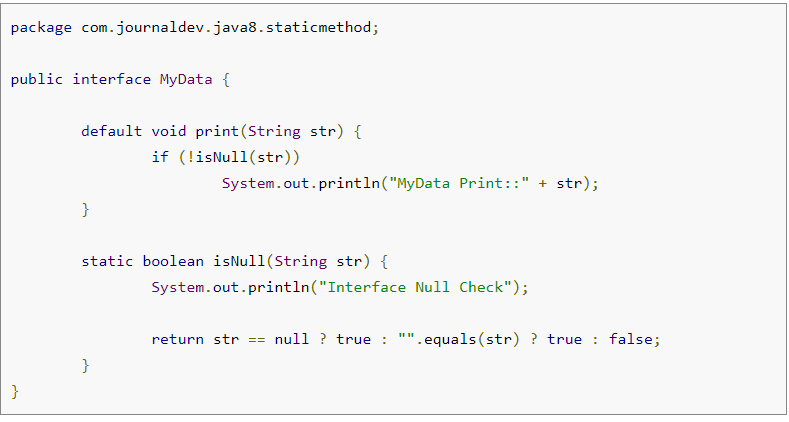 package com.journaldev.java8.staticmethod;
public interface MyData {
default void print(String str) {
if (!isNull(str))
System.out.println("MyData Print::" + str);
}
static boolean isNull(String str) {
System.out.println("Interface Null Check");
return str == null ? true : "".equals(str) ? true : false;
}
}